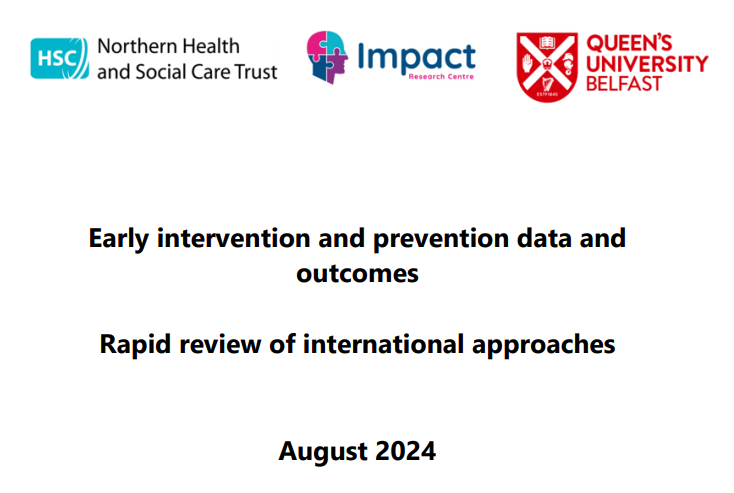 HSC
Northern Health
and Social Care Trust
Impact
Research Centre
QUEEN'S
UNIVERSITY
BELFAST
Early intervention and prevention data and
outcomes
Rapid review of international approaches
August 2024